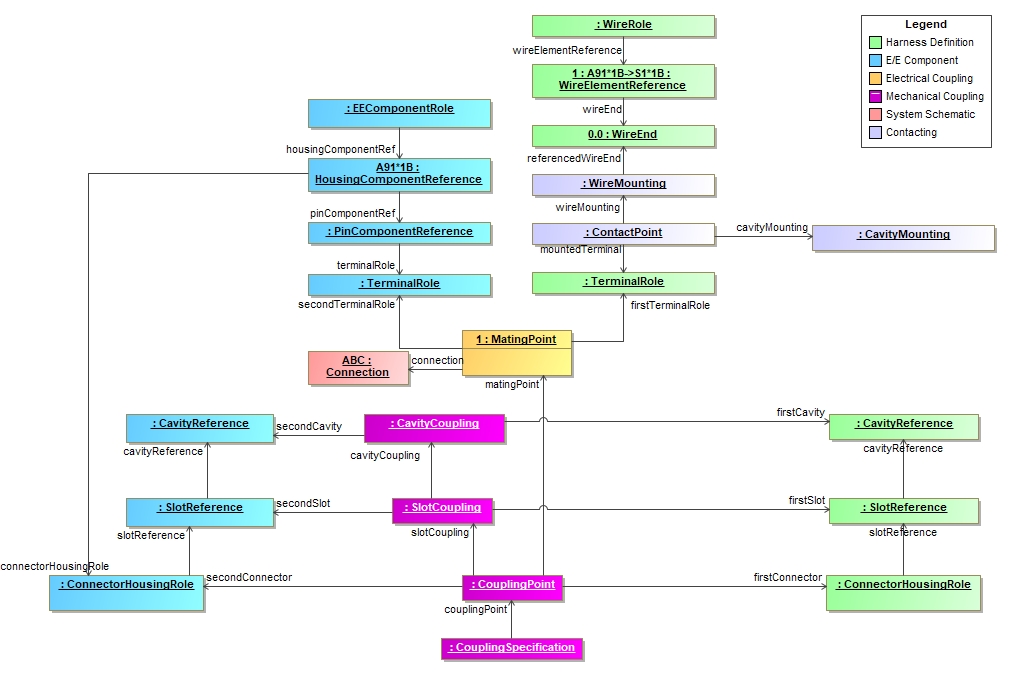 : WireRole
Legend
Harness Definition
E/E Component
Electrical Coupling
Mechanical Coupling
System Schematic
Contacting
wireElementReference
1 : A91*1B->S1*1B :
WireElementReference
wireEnd
: EEComponentRole
0.0 : WireEnd
housingComponentRef
referencedWireEnd
A91*1B :
HousingComponentReference
: WireMounting
pinComponentRef
wireMounting
: PinComponentReference
: ContactPoint
cavityMounting
: CavityMounting
mountedTerminal
terminalRole
: TerminalRole
: TerminalRole
secondTerminalRole
firstTerminalRole
1 : MatingPoint
ABC :
Connection
connection
matingPoint
: CavityReference
secondCavity
: CavityCoupling
firstCavity
: CavityReference
cavityReference
cavityCoupling
cavityReference
: SlotReference
secondSlot
: SlotCoupling
firstSlot
: SlotReference
slotReference
slotCoupling
slotReference
connectorHousingRole
: ConnectorHousingRole
secondConnector
: CouplingPoint
firstConnector
: ConnectorHousingRole
couplingPoint
: CouplingSpecification